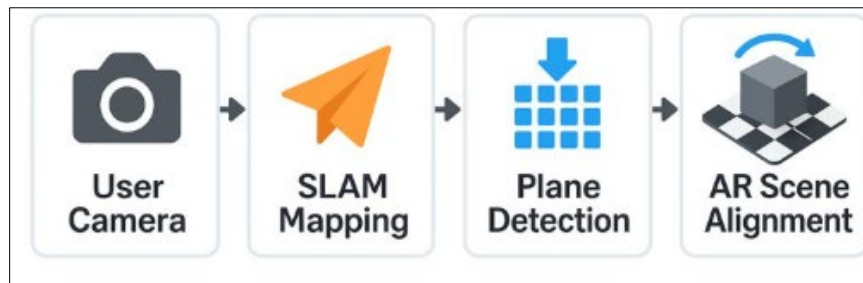 User
Camera
SLAM
Mapping
Plane
Detection
AR Scene
Alignment